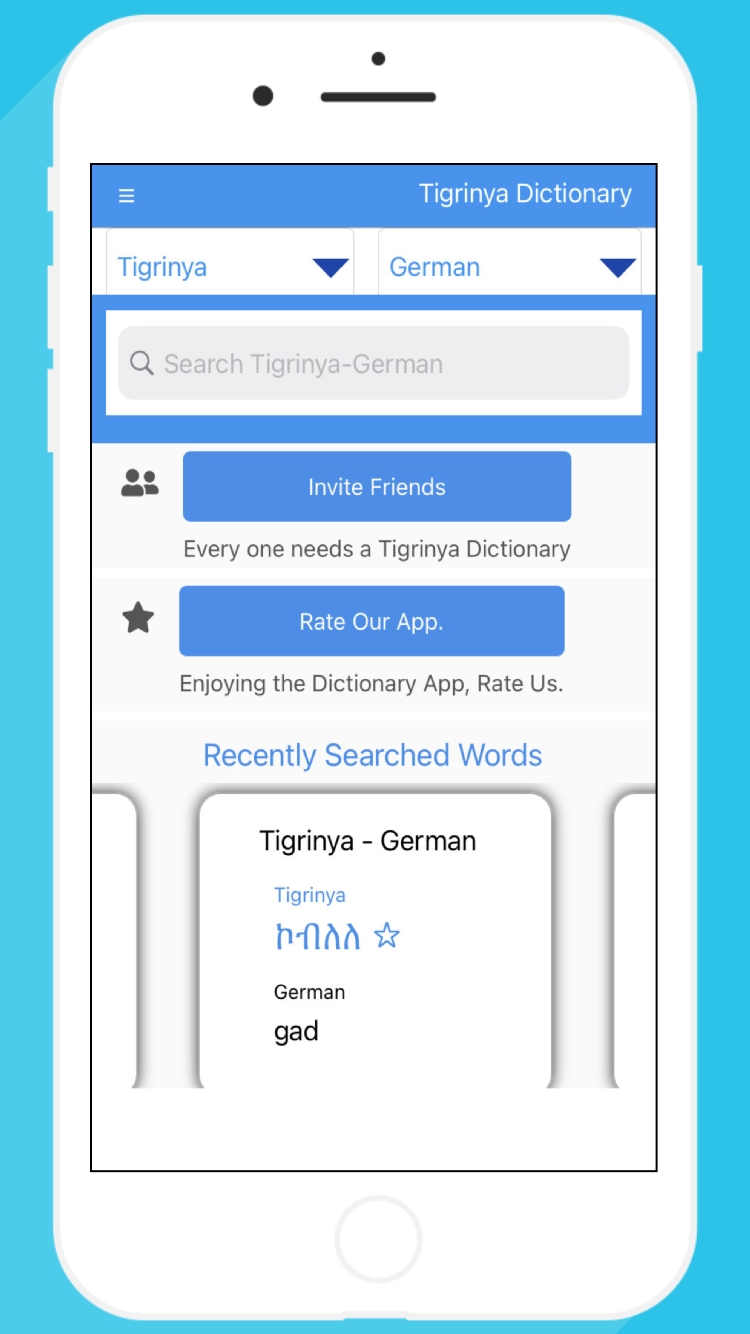 Tigrinya Dictionary
Tigrinya
German
Search Tigrinya-German
Invite Friends
Every one needs a Tigrinya Dictionary
Rate Our App.
Enjoying the Dictionary App, Rate Us.
Recently Searched Words
Tigrinya - German
Tigrinya
ኮብለለ
German
gad